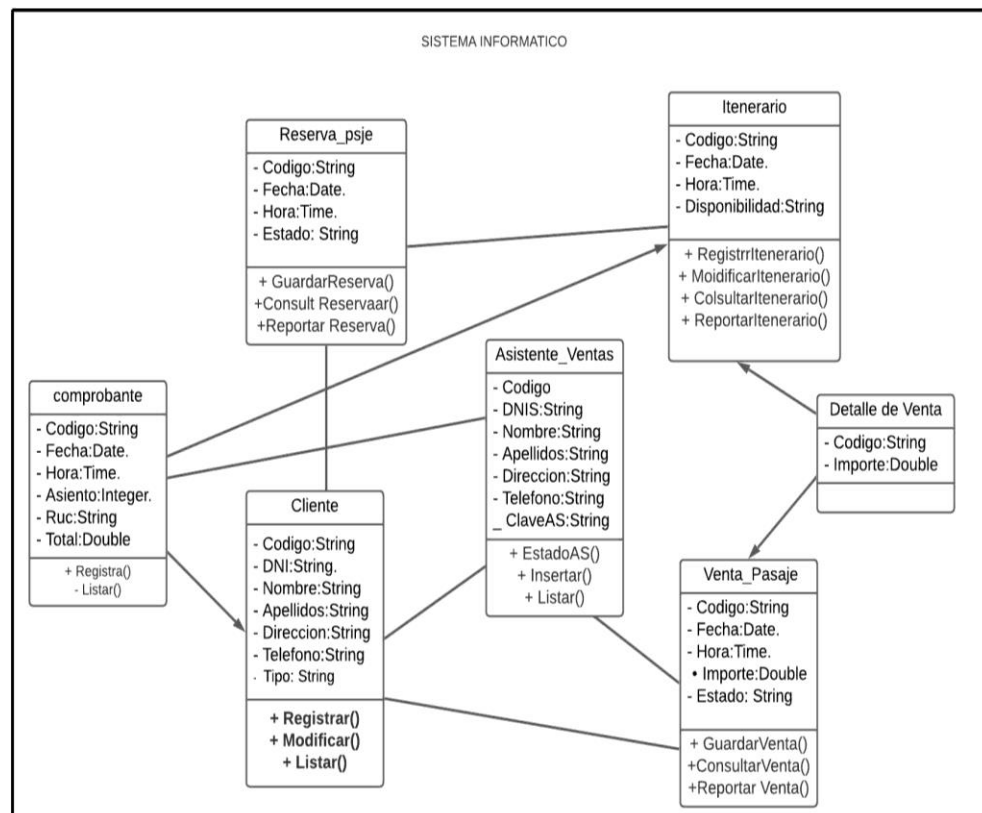 SISTEMA INFORMATICO
Itenerario
- Codigo:String
- Fecha:Date.
- Hora:Time.
- Disponibilidad:String
+ RegistrrItenerario()
+ MoidificarItenerario()
+ ColsultarItenerario()
+ ReportarItenerario()
Reserva_psje
- Codigo:String
- Fecha:Date.
- Hora:Time.
- Estado: String
+ GuardarReserva()
+Consult Reservaar()
+Reportar Reserva()
Asistente_Ventas
- Codigo
- DNIS:String
- Nombre:String
- Apellidos:String
- Direccion:String
- Telefono:String
_ ClaveAS:String
+ EstadoAS()
+ Insertar()
+ Listar()
comprobante
- Codigo:String
- Fecha:Date.
- Hora:Time.
- Asiento:Integer.
- Ruc:String
- Total:Double
+ Registra()
- Listar()
Detalle de Venta
- Codigo:String
- Importe:Double
Cliente
- Codigo:String
- DNI:String.
- Nombre:String
- Apellidos:String
- Direccion:String
- Telefono:String
· Tipo: String
+ Registrar()
+ Modificar()
+ Listar()
Venta_Pasaje
- Codigo:String
- Fecha:Date.
- Hora:Time.
• Importe:Double
- Estado: String
+ GuardarVenta()
+ConsultarVenta()
+Reportar Venta()